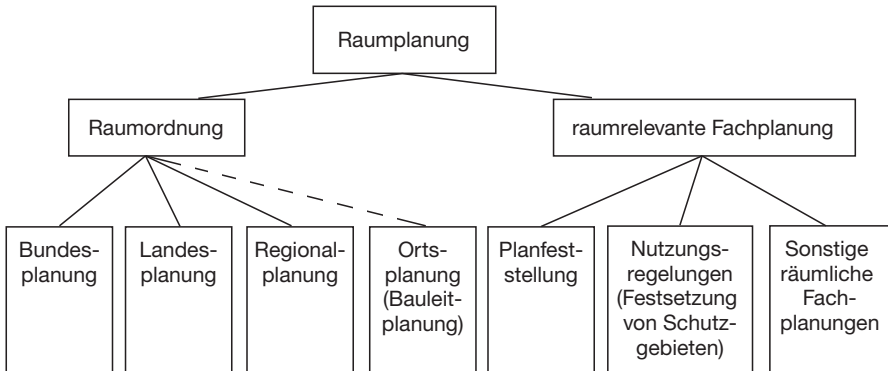 Raumplanung
Raumordnung
raumrelevante Fachplanung
Bundes-
planung
Landes-
planung
Regional-
planung
Orts-
planung
(Bauleit-
planung)
Planfest-
stellung
Nutzungs-
regelungen
(Festsetzung
von Schutz-
gebieten)
Sonstige
räumliche
Fach-
planungen